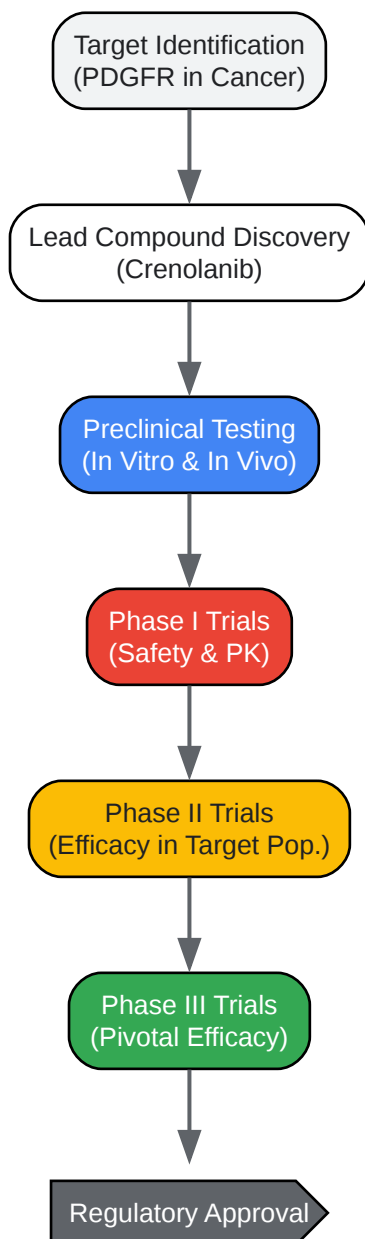 Target Identification
(PDGFR in Cancer)
Lead Compound Discovery
(Crenolanib)
Preclinical Testing
(In Vitro & In Vivo)
Phase I Trials
(Safety & PK)
Phase II Trials
(Efficacy in Target Pop.)
Phase III Trials
(Pivotal Efficacy)
Regulatory Approval